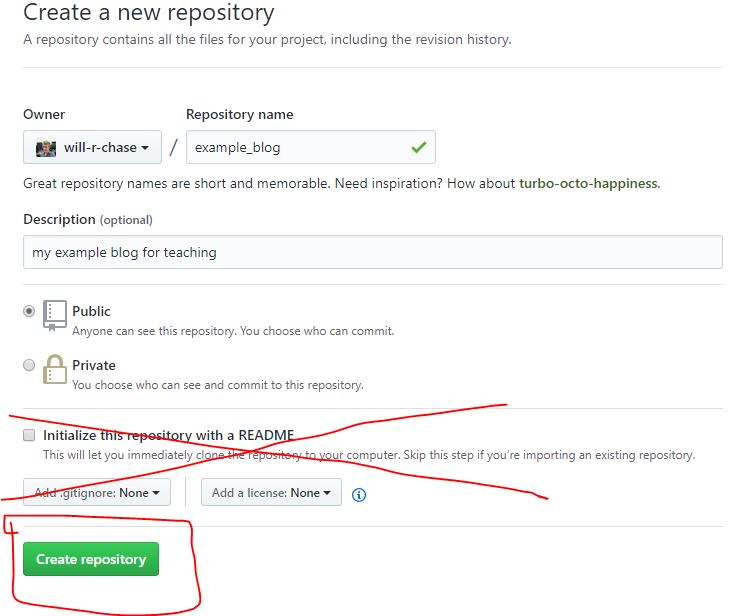 Create a new repository
A repository contains all the files for your project, including the revision history.
Owner
Repository name
will-r-chase
/
example_blog
Great repository names are short and memorable. Need inspiration? How about turbo-octo-happiness.
Description (optional)
my example blog for teaching
Public
Anyone can see this repository. You choose who can commit.
Private
You choose who can see and commit to this repository.
Initialize this repository with a README
This will let you immediately clone the repository to your computer. Skip this step if you're importing an existing repository.
Add .gitignore: None
Add a license: None
Create repository